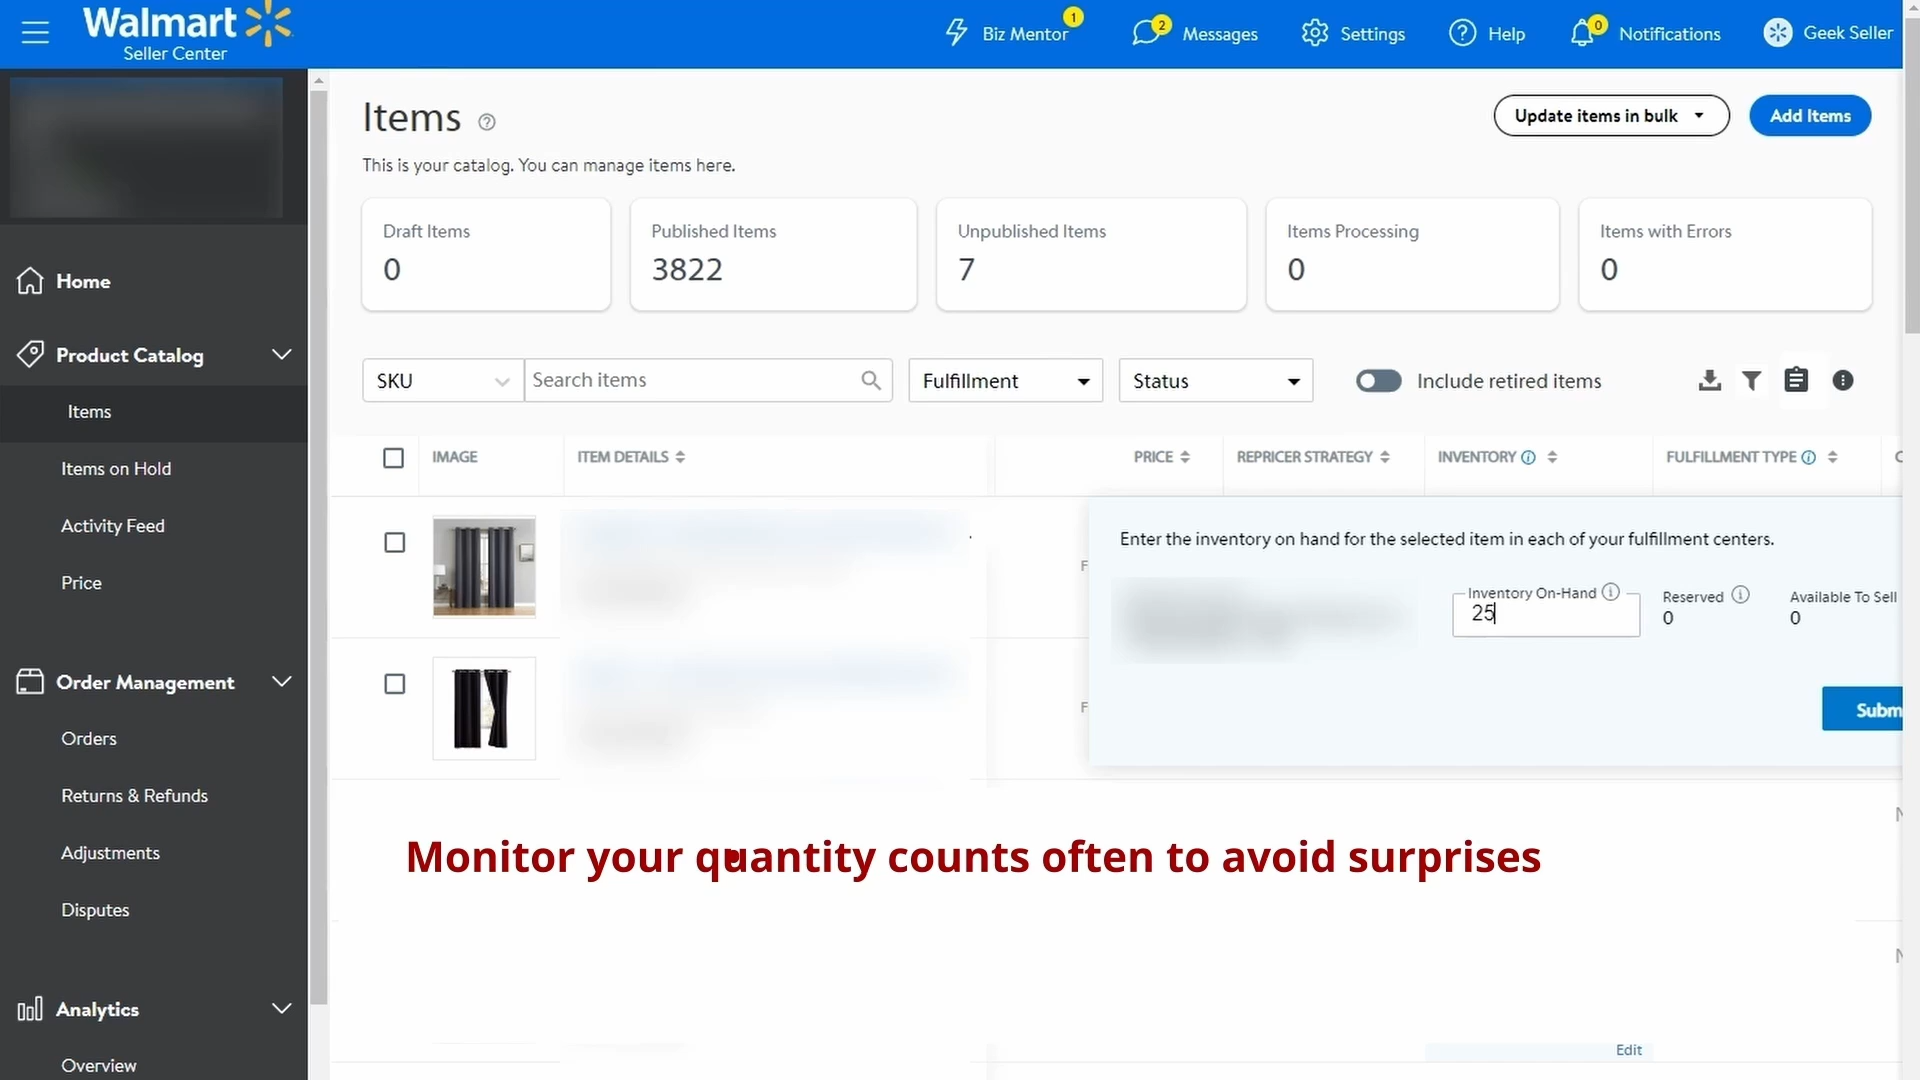 Walmart
Seller Center
Biz Mentor 1
2 Messages
Settings
Help
0 Notifications
Geek Seller
Home
Product Catalog
Items
Items on Hold
Activity Feed
Price
Order Management
Orders
Returns & Refunds
Adjustments
Disputes
Analytics
Overview
Items
Update items in bulk
Add Items
This is your catalog. You can manage items here.
Draft Items
0
Published Items
3822
Unpublished Items
7
Items Processing
0
Items with Errors
0
SKU
Search items
Fulfillment
Status
Include retired items
IMAGE ITEM DETAILS PRICE REPRICER STRATEGY INVENTORY FULFILLMENT TYPE
Enter the inventory on hand for the selected item in each of your fulfillment centers.
Inventory On-Hand
25
Reserved
0
Available To Sell
0
Subm
Monitor your quantity counts often to avoid surprises
Edit